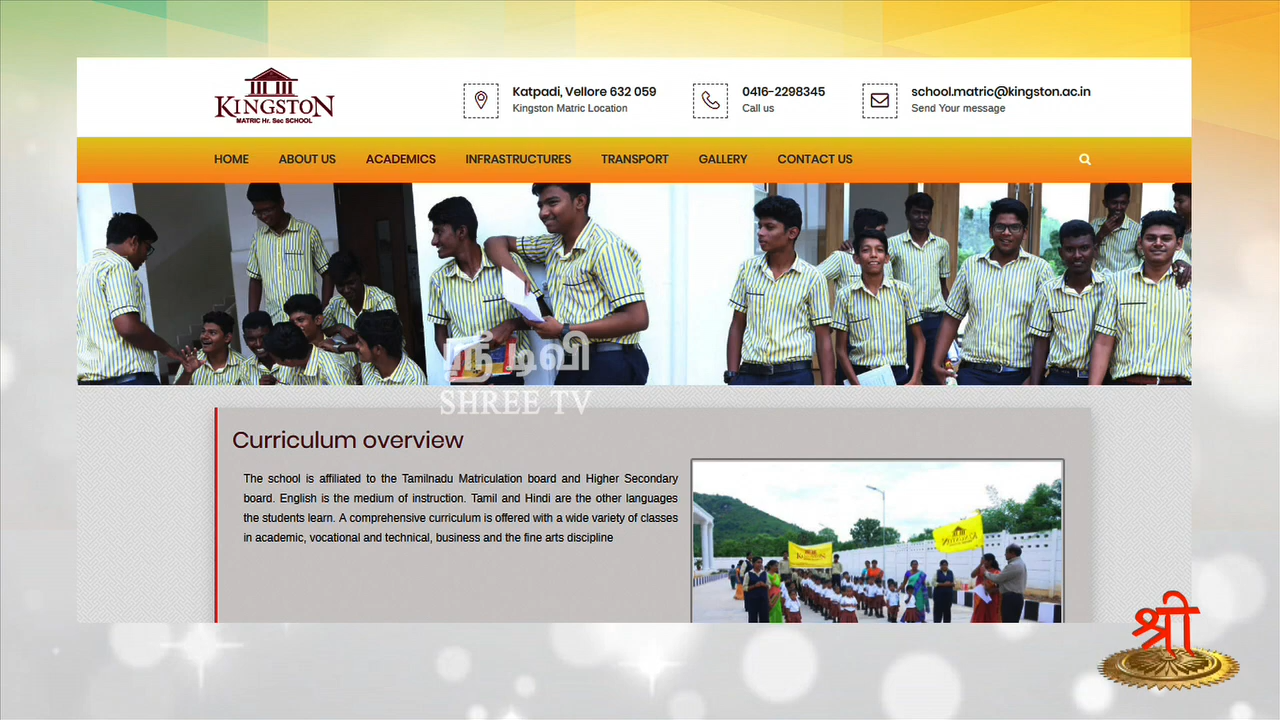 KINGSTON
MATRIC Hr. Sec SCHOOL
Katpadi, Vellore 632 059
Kingston Matric Location
0416-2298345
Call us
school.matric@kingston.ac.in
Send Your message
HOME ABOUT US ACADEMICS INFRASTRUCTURES TRANSPORT GALLERY CONTACT US
ஸ்ரீ டிவி
SHREE TV
Curriculum overview
The school is affiliated to the Tamilnadu Matriculation board and Higher Secondary
board. English is the medium of instruction. Tamil and Hindi are the other languages
the students learn. A comprehensive curriculum is offered with a wide variety of classes
in academic, vocational and technical, business and the fine arts discipline
KINGSTON
श्री